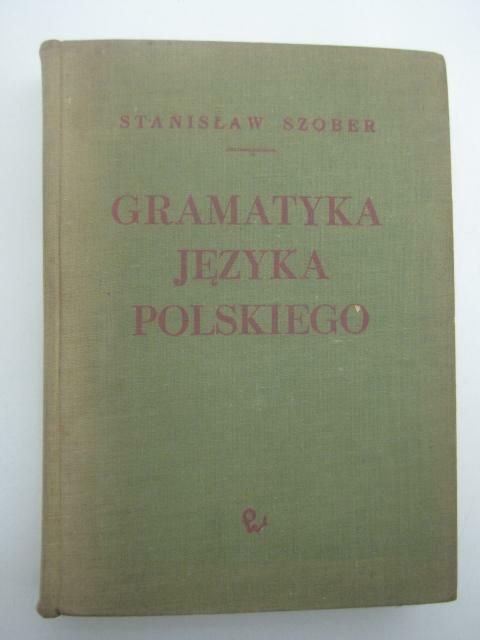 STANISŁAW SZOBER
GRAMATYKA
JĘZYKA
POLSKIEGO